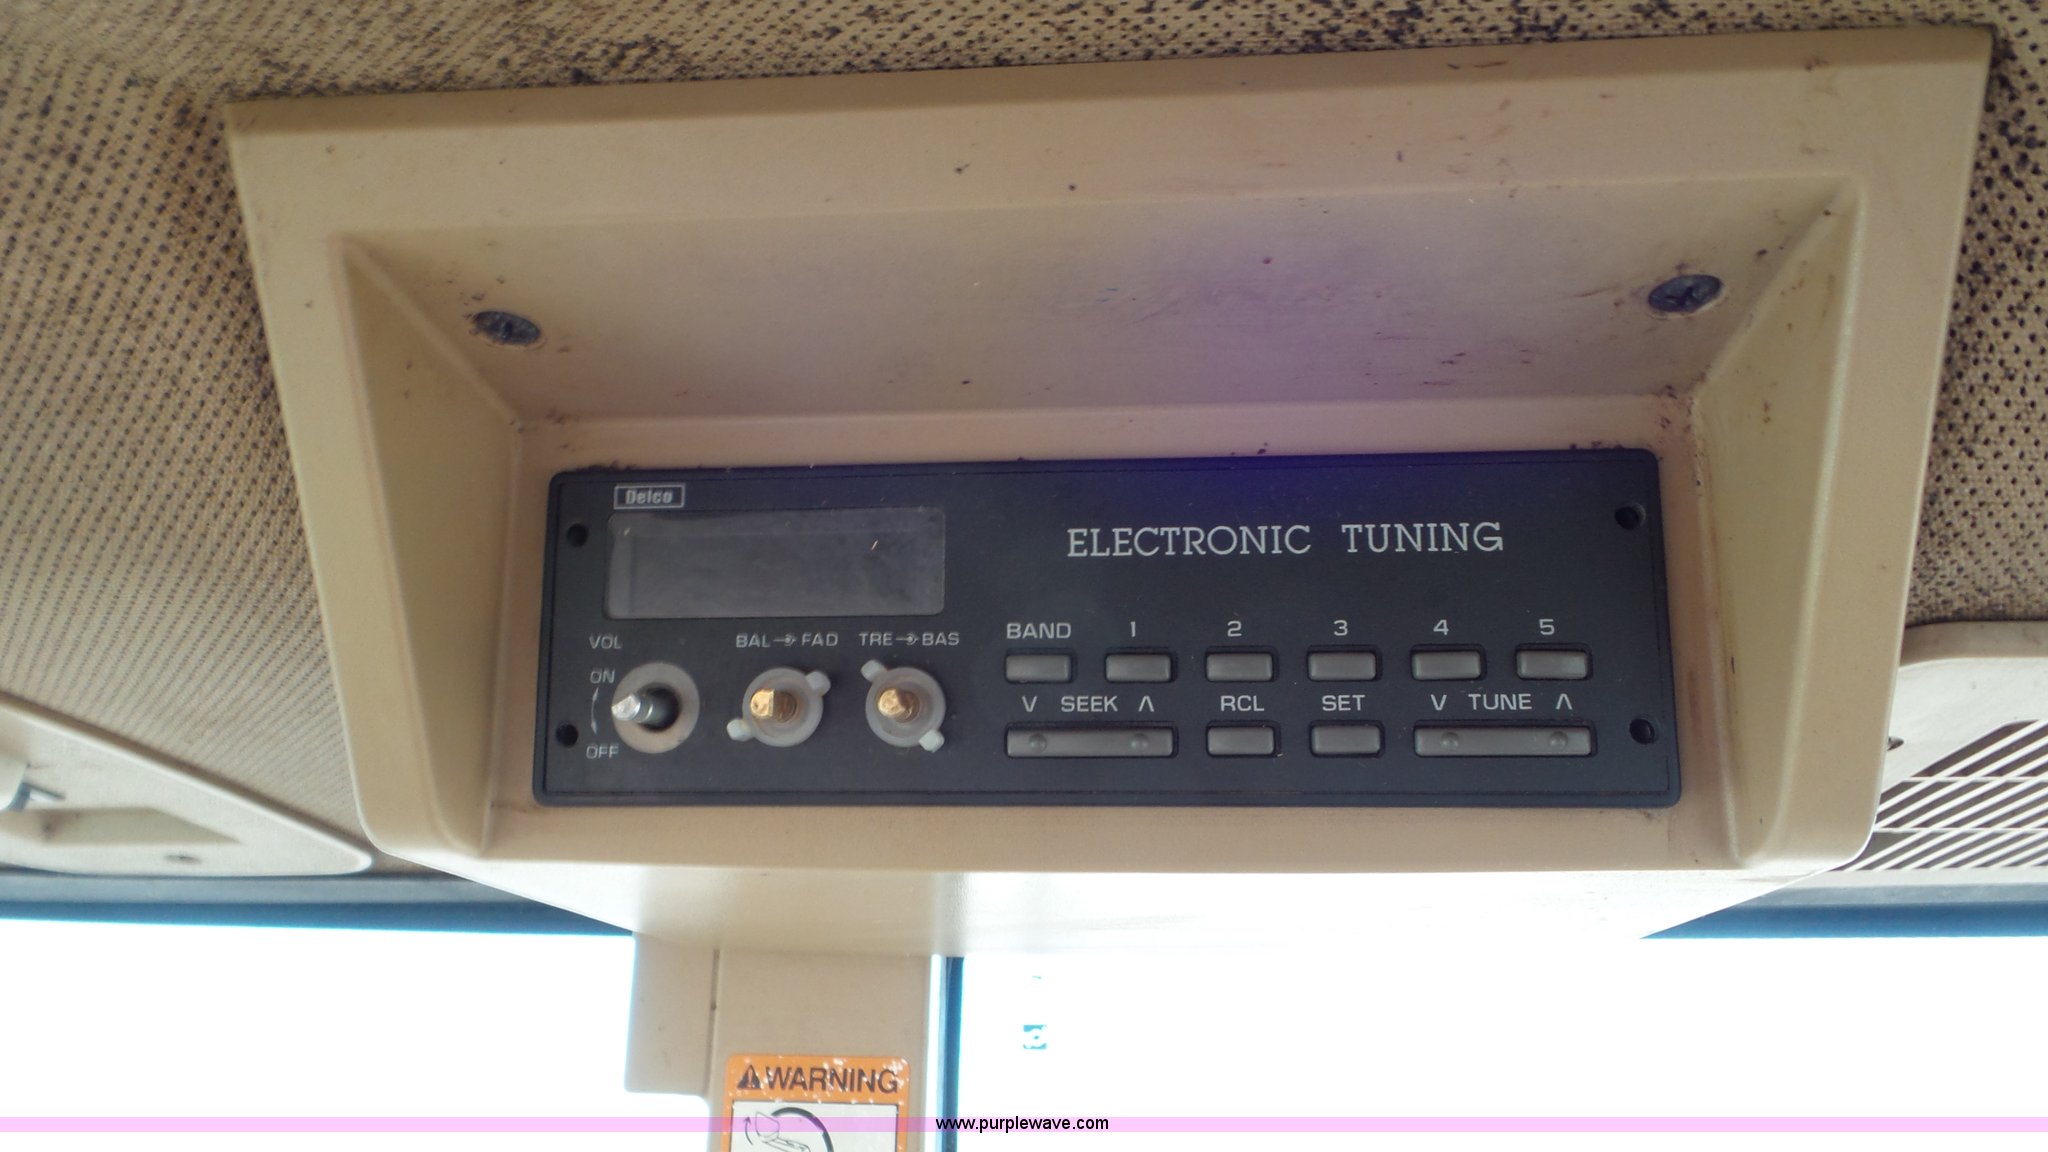 Delco
ELECTRONIC TUNING
VOL BAL FAD TRE BAS BAND 1 2 3 4 5
ON
OFF
V SEEK Λ RCL SET V TUNE Λ
WARNING
www.purplewave.com